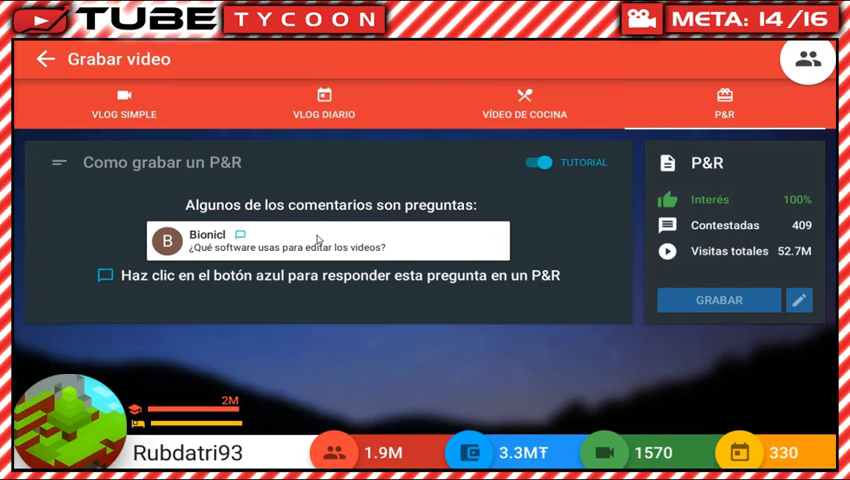 TUBE TYCOON
META: 14/16
Grabar video
VLOG SIMPLE
VLOG DIARIO
VÍDEO DE COCINA
P&R
Como grabar un P&R
TUTORIAL
Algunos de los comentarios son preguntas:
B
Bionicl
¿Qué software usas para editar los videos?
Haz clic en el botón azul para responder esta pregunta en un P&R
P&R
Interés 100%
Contestadas 409
Visitas totales 52.7M
GRABAR
2M
Rubdatri93
1.9M
3.3MŦ
1570
330